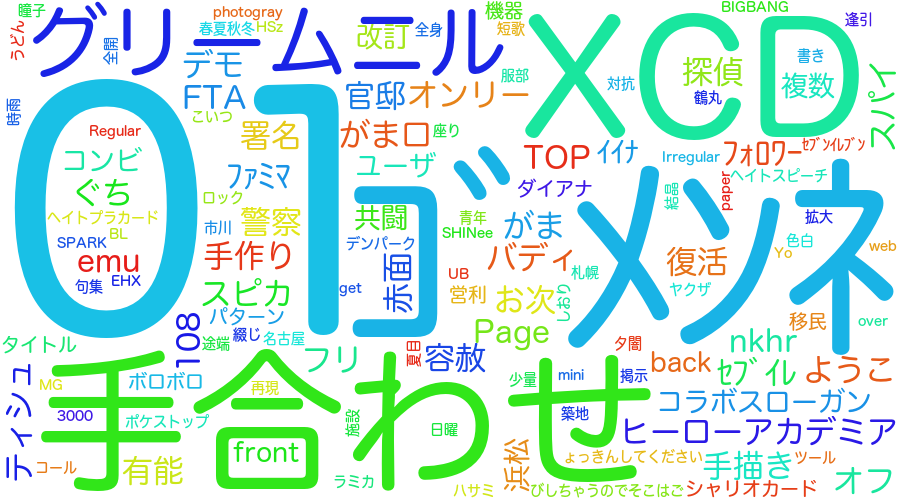 瞳子
グリームニル
photogray
春夏秋冬
HSz
機器
BIGBANG
XCD
逢引
うどん
全開
改訂
全身
短歌
書き
デモ
服部
対抗
探偵
複数
スパイ
FTA
官邸
オンリー
鶴丸
時雨
01
こいつ
Regular
署名
がま口
座り
TOP
イイナ
フォロワー
セブンイレブン
コンビ
ファミマ
ユーザ
Irregular
ヘイトスピーチ
ぐち
ロック
ダイアナ
結晶
paper
ヘイトプラカード
BL
市川
警察
共闘
青年
SHINee
がま
ゴ
メツネ
拡大
SPARK
デンパーク
色白
emu
手作り
赤面
バディ
復活
Yo
web
EHX
句集
UB
札幌
スピカ
get
営利
お次
しおり
ヤクザ
パターン
移民
over
108
綴じ
名古屋
Page
nkhr
タイトル
途端
フリ
夏目
容赦
夕闇
back
セブイレ
ようこ
手合わせ
ティシュ
MG
ボロボロ
再現
少量
mini
掲示
3000
ポケストップ
施設
日曜
築地
コラボスローガン
front
ヒーローアカデミア
コール
有能
浜松
ょっきんしてください
手描き
ツール
ラミカ
ハサミ
びしちゃうのでそこはご
シャリオカード
オフ